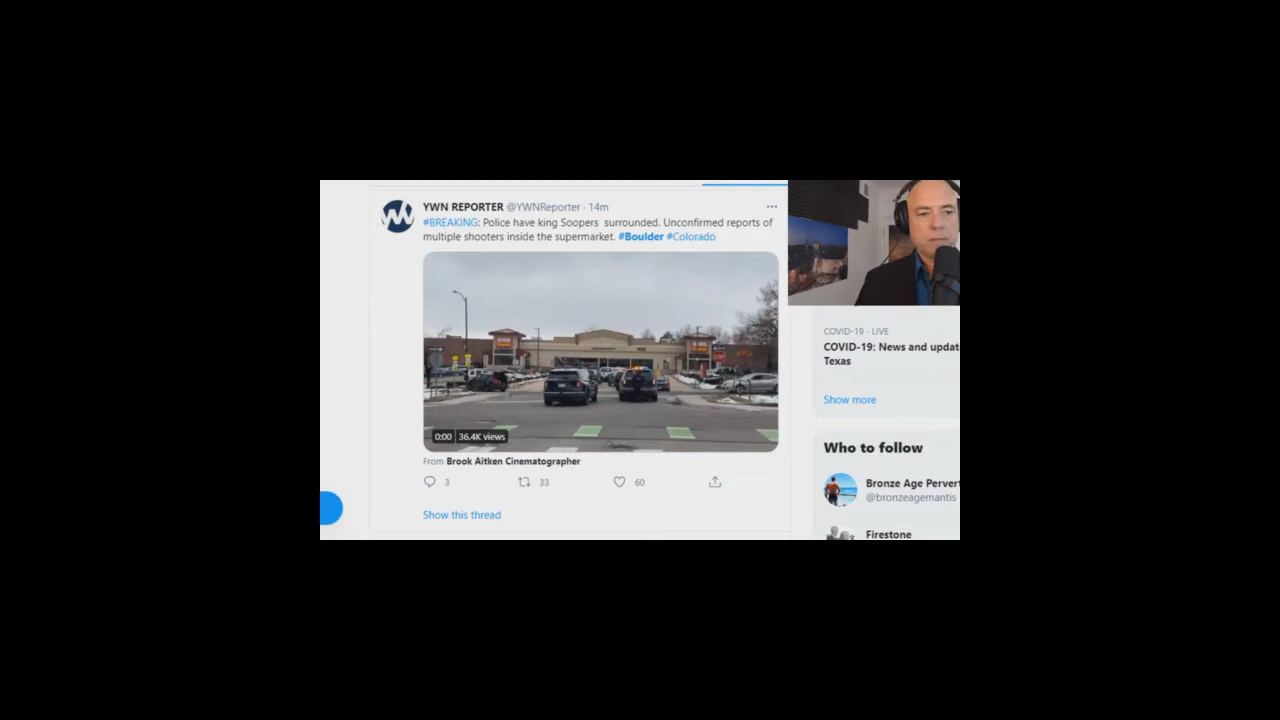 YWN REPORTER @YWNReporter · 14m
#BREAKING: Police have king Soopers surrounded. Unconfirmed reports of
multiple shooters inside the supermarket. #Boulder #Colorado
0:00 36.4K views
From Brook Aitken Cinematographer
3 33 60
Show this thread
COVID-19 · LIVE
COVID-19: News and updat
Texas
Show more
Who to follow
Bronze Age Pervert
@bronzeagemantis
Firestone